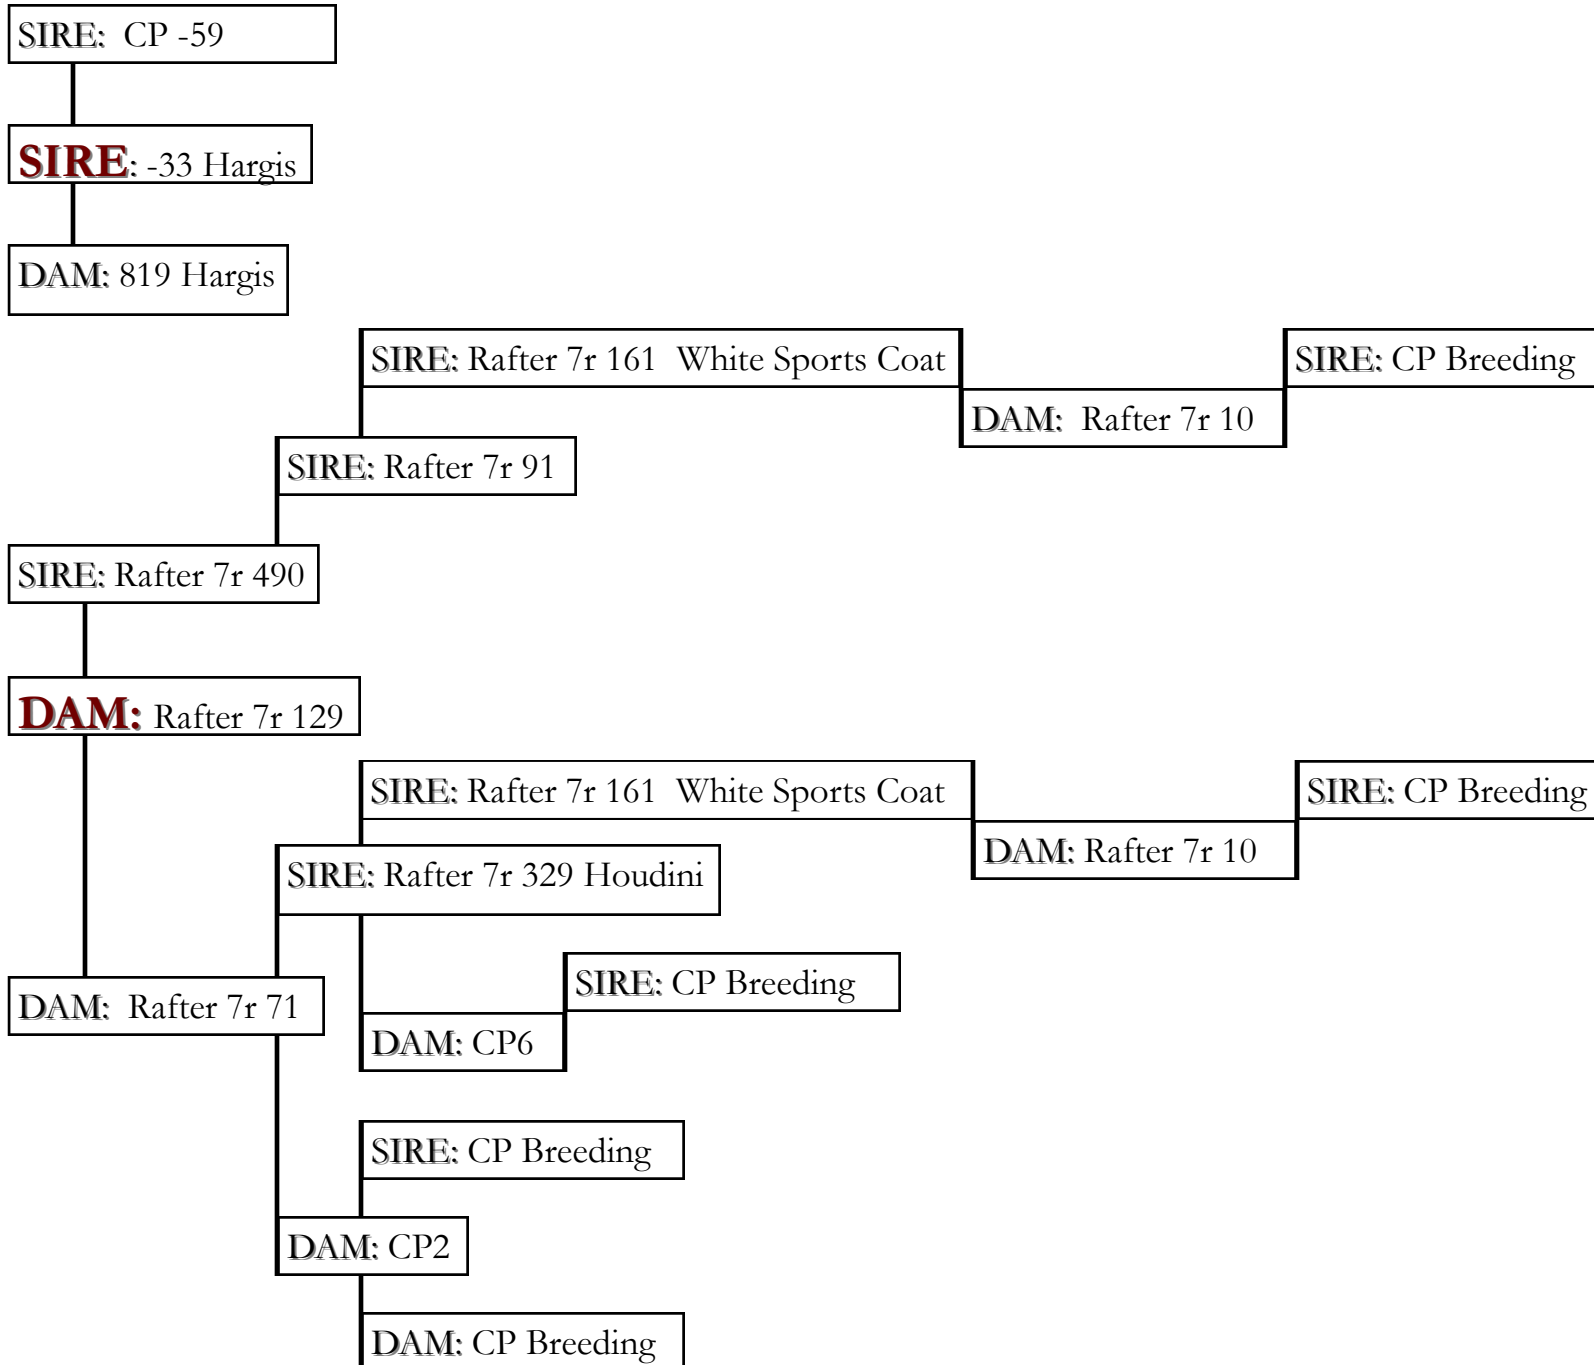 SIRE: CP -59
SIRE: -33 Hargis
DAM: 819 Hargis
SIRE: Rafter 7r 161 White Sports Coat
SIRE: CP Breeding
DAM: Rafter 7r 10
SIRE: Rafter 7r 91
SIRE: Rafter 7r 490
DAM: Rafter 7r 129
SIRE: Rafter 7r 161 White Sports Coat
SIRE: CP Breeding
DAM: Rafter 7r 10
SIRE: Rafter 7r 329 Houdini
SIRE: CP Breeding
DAM: Rafter 7r 71
DAM: CP6
SIRE: CP Breeding
DAM: CP2
DAM: CP Breeding